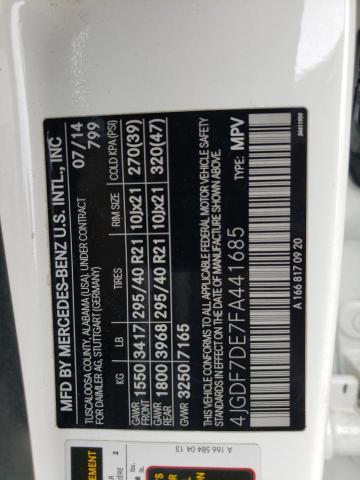 MFD BY MERCEDES-BENZ U.S. INTL., INC
TUSCALOOSA COUNTY, ALABAMA (USA). UNDER CONTRACT
TO DAIMLER AG, STUTTGART (GERMANY)
07/14
799
KG LB TIRES RIM SIZE COLD KPA (PSI)
GAWR FRONT 1550 3417 295/40 R21 10Jx21 270(39)
GAWR REAR 1800 3968 295/40 R21 10Jx21 320(47)
GVWR 3250 7165
THIS VEHICLE CONFORMS TO ALL APPLICABLE FEDERAL MOTOR VEHICLE SAFETY
STANDARDS IN EFFECT ON THE DATE OF MANUFACTURE SHOWN ABOVE.
4JGDF7DE7FA441685 TYPE: MPV
A 166 817 09 20
A 166 584 04 13
2